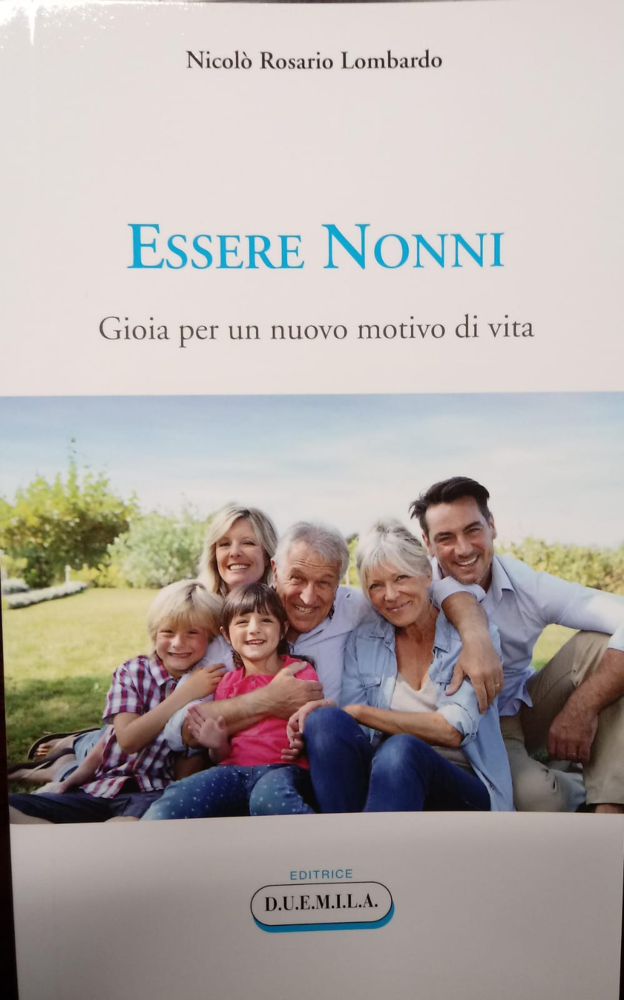 Nicolò Rosario Lombardo
ESSERE NONNI
Gioia per un nuovo motivo di vita
EDITRICE
D.U.E.M.I.L.A.